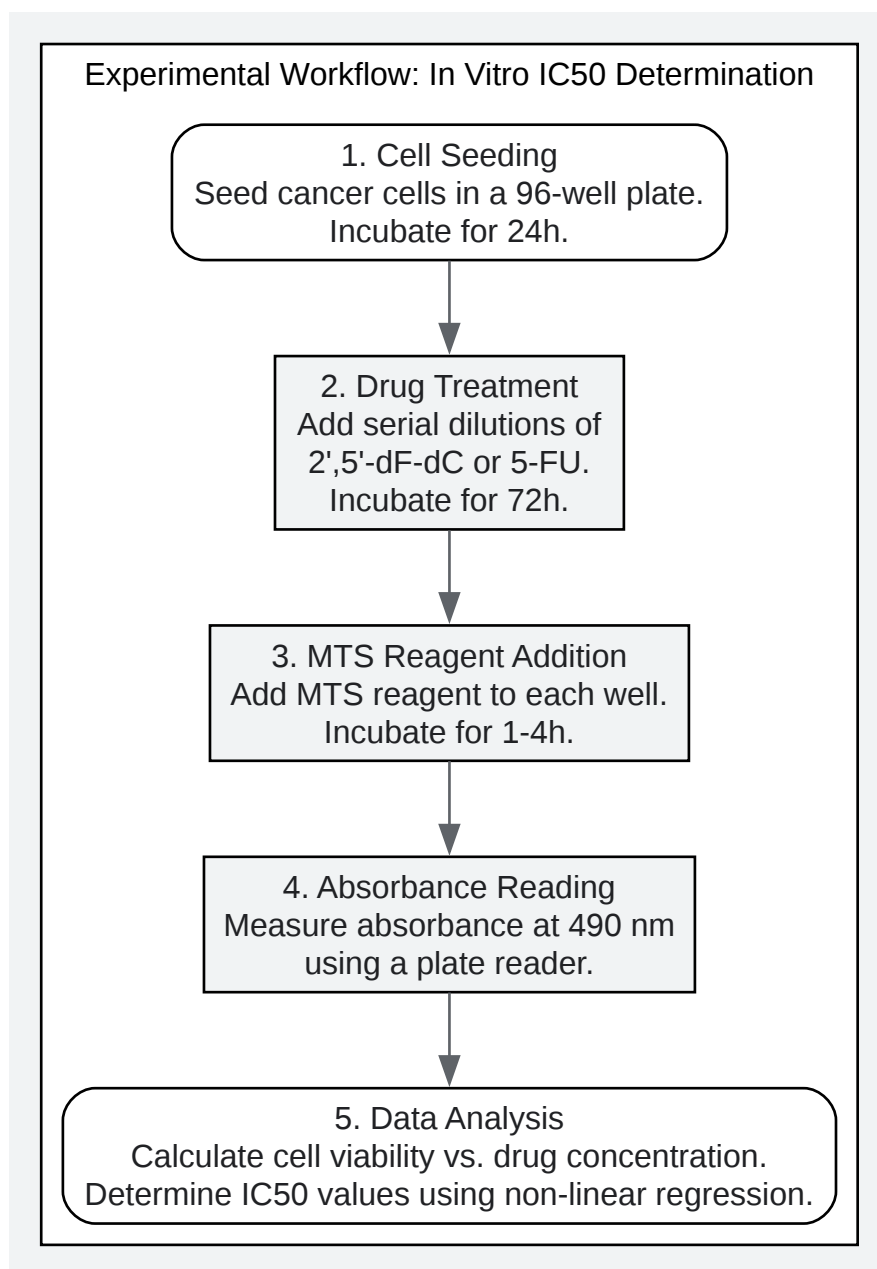 Experimental Workflow: In Vitro IC50 Determination
1. Cell Seeding
Seed cancer cells in a 96-well plate.
Incubate for 24h.
2. Drug Treatment
Add serial dilutions of
2',5'-dF-dC or 5-FU.
Incubate for 72h.
3. MTS Reagent Addition
Add MTS reagent to each well.
Incubate for 1-4h.
4. Absorbance Reading
Measure absorbance at 490 nm
using a plate reader.
5. Data Analysis
Calculate cell viability vs. drug concentration.
Determine IC50 values using non-linear regression.